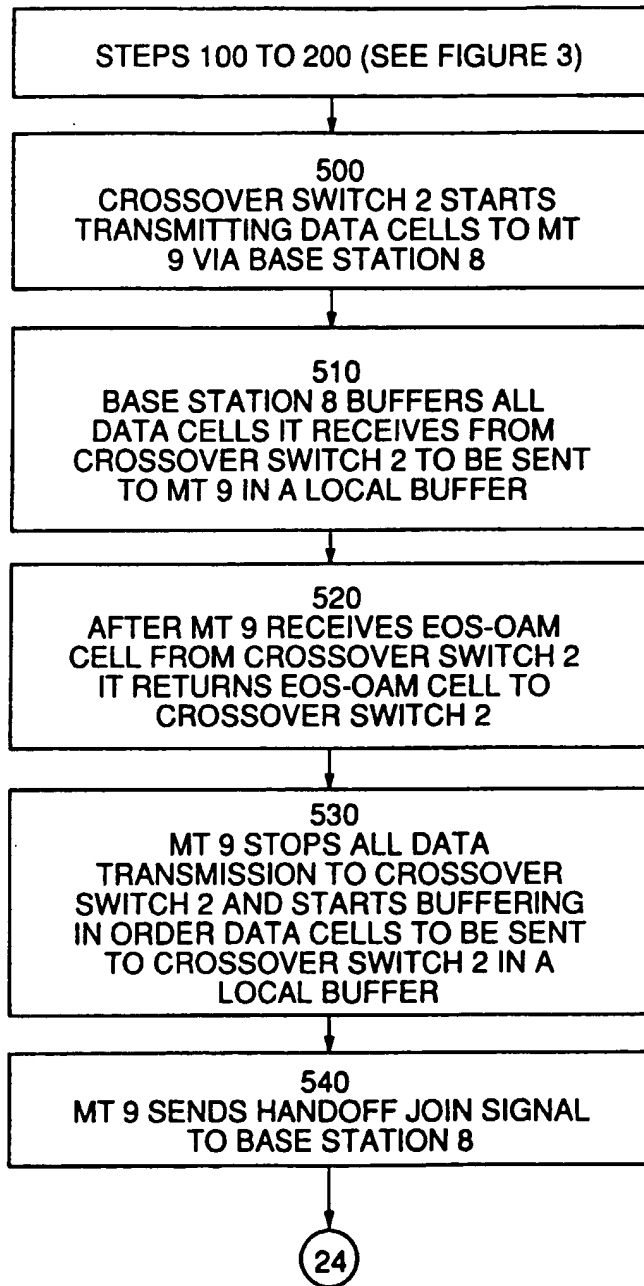 STEPS 100 TO 200 (SEE FIGURE 3)
500
CROSSOVER SWITCH 2 STARTS
TRANSMITTING DATA CELLS TO MT
9 VIA BASE STATION 8
510
BASE STATION 8 BUFFERS ALL
DATA CELLS IT RECEIVES FROM
CROSSOVER SWITCH 2 TO BE SENT
TO MT 9 IN A LOCAL BUFFER
520
AFTER MT 9 RECEIVES EOS-OAM
CELL FROM CROSSOVER SWITCH 2
IT RETURNS EOS-OAM CELL TO
CROSSOVER SWITCH 2
530
MT 9 STOPS ALL DATA
TRANSMISSION TO CROSSOVER
SWITCH 2 AND STARTS BUFFERING
IN ORDER DATA CELLS TO BE SENT
TO CROSSOVER SWITCH 2 IN A
LOCAL BUFFER
540
MT 9 SENDS HANDOFF JOIN SIGNAL
TO BASE STATION 8
24